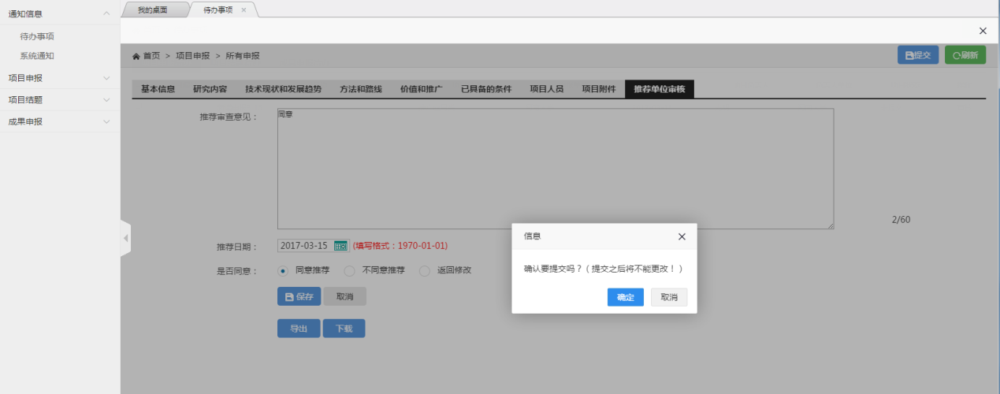 通知信息
待办事项
系统通知
项目申报
项目结题
成果申报
我的桌面 待办事项 ×
×
首页 > 项目申报 > 所有申报
提交 刷新
基本信息 研究内容 技术现状和发展趋势 方法和路线 价值和推广 已具备的条件 项目人员 项目附件 推荐单位审核
推荐审查意见：
同意
2/60
推荐日期： 2017-03-15 (填写格式：1970-01-01)
是否同意： 同意推荐 不同意推荐 返回修改
保存 取消
导出 下载
信息 ×
确认要提交吗？（提交之后将不能更改！）
确定 取消